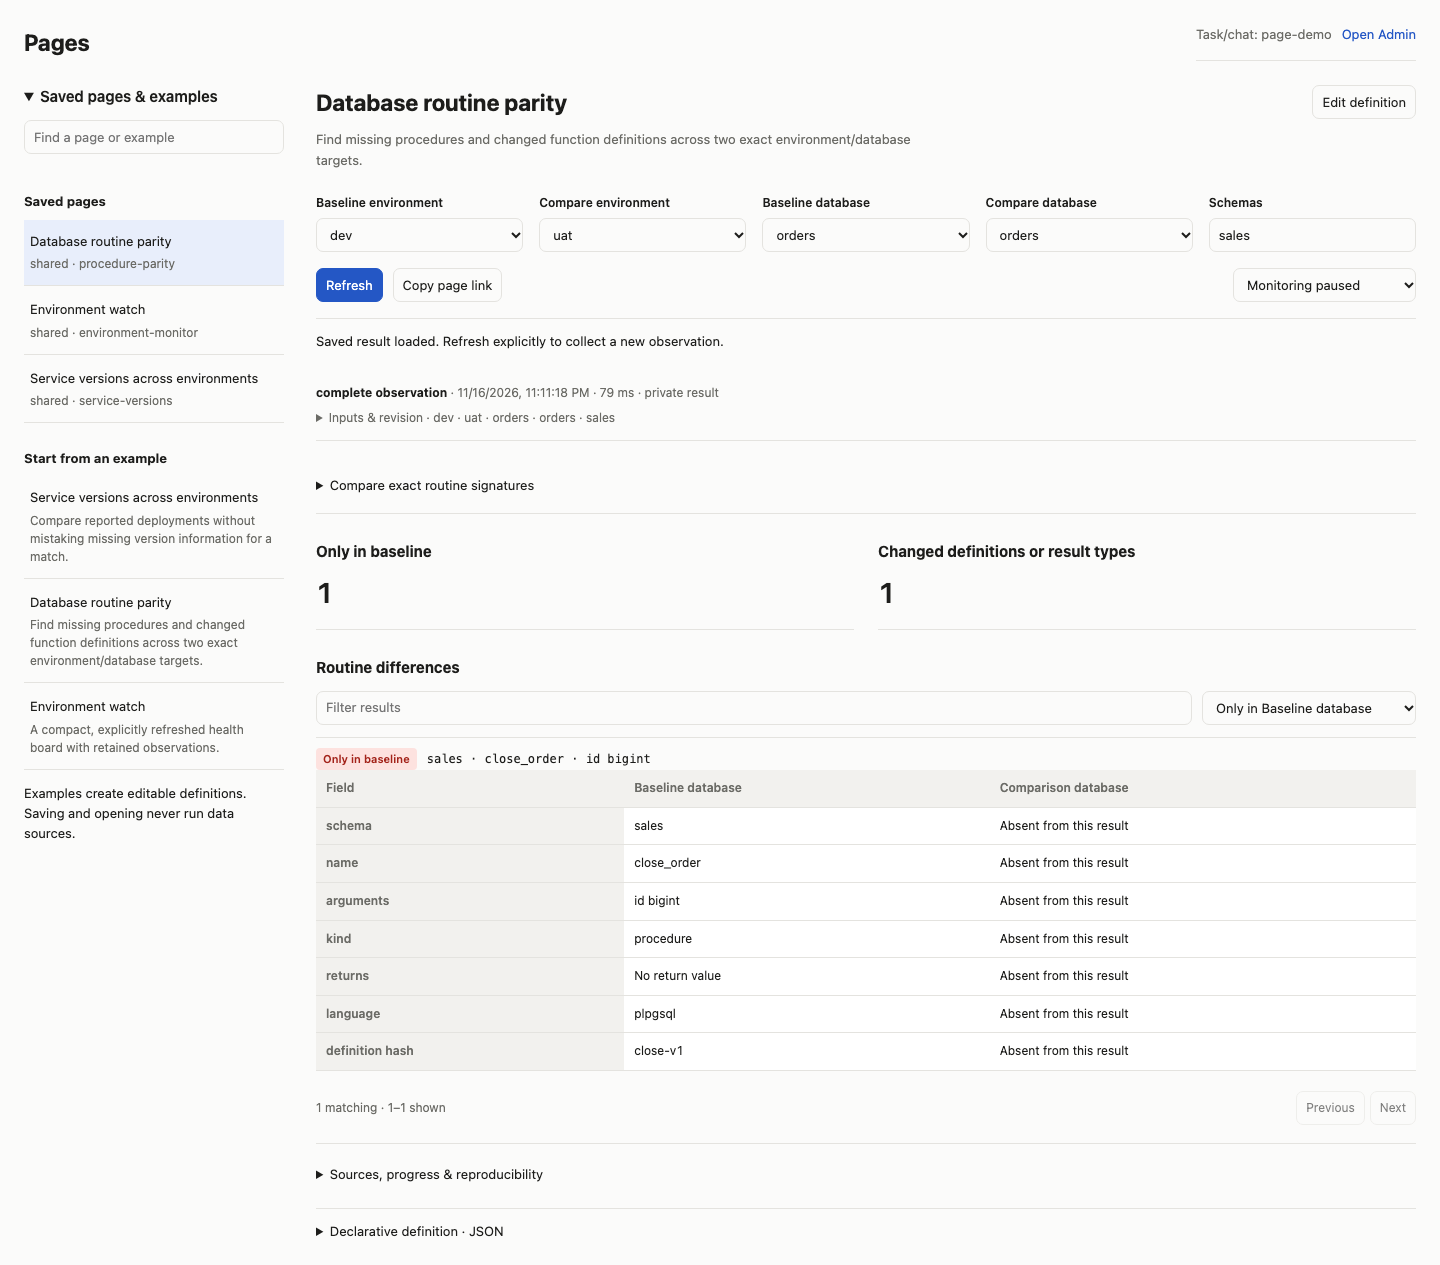 Pages
Task/chat: page-demo Open Admin
▼ Saved pages & examples
Find a page or example
Saved pages
Database routine parity
shared · procedure-parity
Environment watch
shared · environment-monitor
Service versions across environments
shared · service-versions
Start from an example
Service versions across environments
Compare reported deployments without
mistaking missing version information for a
match.
Database routine parity
Find missing procedures and changed
function definitions across two exact
environment/database targets.
Environment watch
A compact, explicitly refreshed health
board with retained observations.
Examples create editable definitions.
Saving and opening never run data
sources.
Database routine parity
Edit definition
Find missing procedures and changed function definitions across two exact environment/database
targets.
Baseline environment Compare environment Baseline database Compare database Schemas
dev uat orders orders sales
Refresh Copy page link Monitoring paused
Saved result loaded. Refresh explicitly to collect a new observation.
complete observation · 11/16/2026, 11:11:18 PM · 79 ms · private result
▶ Inputs & revision · dev · uat · orders · orders · sales
▶ Compare exact routine signatures
Only in baseline Changed definitions or result types
1 1
Routine differences
Filter results Only in Baseline database
Only in baseline sales · close_order · id bigint
Field Baseline database Comparison database
schema sales Absent from this result
name close_order Absent from this result
arguments id bigint Absent from this result
kind procedure Absent from this result
returns No return value Absent from this result
language plpgsql Absent from this result
definition hash close-v1 Absent from this result
1 matching · 1–1 shown Previous Next
▶ Sources, progress & reproducibility
▶ Declarative definition · JSON